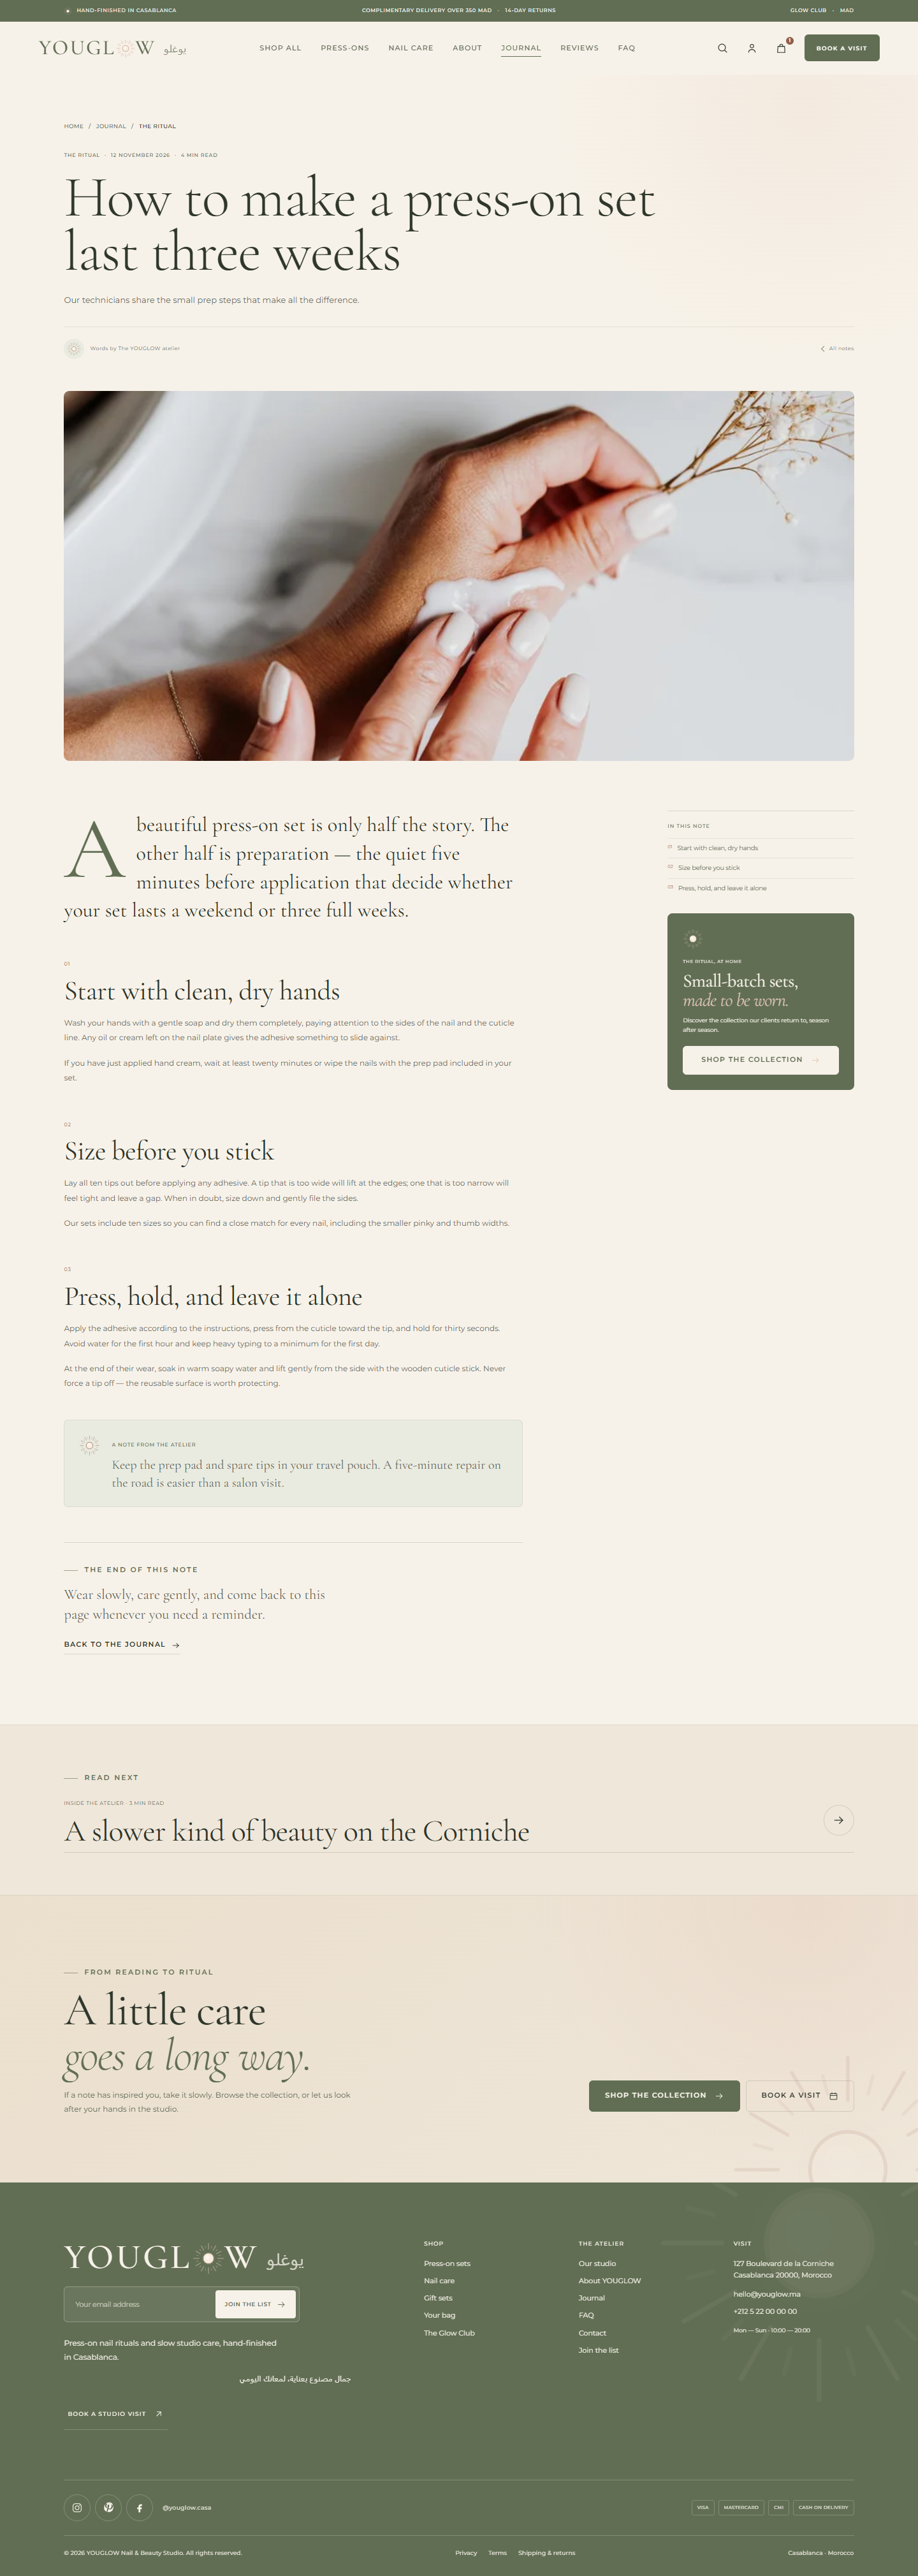 HAND-FINISHED IN CASABLANCA
COMPLIMENTARY DELIVERY OVER 350 MAD · 14-DAY RETURNS
GLOW CLUB · MAD
YOUGLOW يوغلو
SHOP ALL
PRESS-ONS
NAIL CARE
ABOUT
JOURNAL
REVIEWS
FAQ
1
BOOK A VISIT
HOME / JOURNAL / THE RITUAL
THE RITUAL · 12 NOVEMBER 2026 · 4 MIN READ
How to make a press-on set
last three weeks
Our technicians share the small prep steps that make all the difference.
Words by The YOUGLOW atelier
All notes
A beautiful press-on set is only half the story. The
other half is preparation — the quiet five
minutes before application that decide whether
your set lasts a weekend or three full weeks.
IN THIS NOTE
01 Start with clean, dry hands
02 Size before you stick
03 Press, hold, and leave it alone
THE RITUAL, AT HOME
Small-batch sets,
made to be worn.
Discover the collection our clients return to, season
after season.
SHOP THE COLLECTION
01
Start with clean, dry hands
Wash your hands with a gentle soap and dry them completely, paying attention to the sides of the nail and the cuticle
line. Any oil or cream left on the nail plate gives the adhesive something to slide against.
If you have just applied hand cream, wait at least twenty minutes or wipe the nails with the prep pad included in your
set.
02
Size before you stick
Lay all ten tips out before applying any adhesive. A tip that is too wide will lift at the edges; one that is too narrow will
feel tight and leave a gap. When in doubt, size down and gently file the sides.
Our sets include ten sizes so you can find a close match for every nail, including the smaller pinky and thumb widths.
03
Press, hold, and leave it alone
Apply the adhesive according to the instructions, press from the cuticle toward the tip, and hold for thirty seconds.
Avoid water for the first hour and keep heavy typing to a minimum for the first day.
At the end of their wear, soak in warm soapy water and lift gently from the side with the wooden cuticle stick. Never
force a tip off — the reusable surface is worth protecting.
A NOTE FROM THE ATELIER
Keep the prep pad and spare tips in your travel pouch. A five-minute repair on
the road is easier than a salon visit.
THE END OF THIS NOTE
Wear slowly, care gently, and come back to this
page whenever you need a reminder.
BACK TO THE JOURNAL
READ NEXT
INSIDE THE ATELIER · 3 MIN READ
A slower kind of beauty on the Corniche
FROM READING TO RITUAL
A little care
goes a long way.
If a note has inspired you, take it slowly. Browse the collection, or let us look
after your hands in the studio.
SHOP THE COLLECTION
BOOK A VISIT
YOUGLOW يوغلو
Your email address
JOIN THE LIST
Press-on nail rituals and slow studio care, hand-finished
in Casablanca.
جمال مصنوع بعناية، لمعانك اليومي
BOOK A STUDIO VISIT
SHOP
Press-on sets
Nail care
Gift sets
Your bag
The Glow Club
THE ATELIER
Our studio
About YOUGLOW
Journal
FAQ
Contact
Join the list
VISIT
127 Boulevard de la Corniche
Casablanca 20000, Morocco
hello@youglow.ma
+212 5 22 00 00 00
Mon — Sun · 10:00 — 20:00
@youglow.casa
VISA
MASTERCARD
CMI
CASH ON DELIVERY
© 2026 YOUGLOW Nail & Beauty Studio. All rights reserved.
Privacy
Terms
Shipping & returns
Casablanca · Morocco